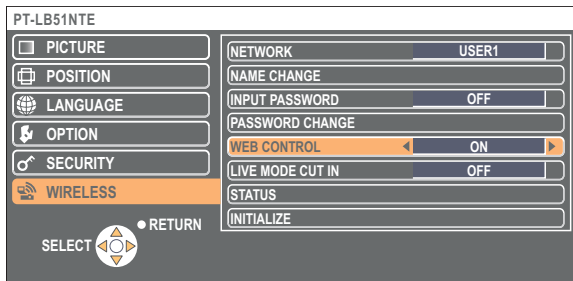 PT-LB51NTE
PICTURE
POSITION
LANGUAGE
OPTION
SECURITY
WIRELESS
RETURN
SELECT
NETWORK USER1
NAME CHANGE
INPUT PASSWORD OFF
PASSWORD CHANGE
WEB CONTROL ON
LIVE MODE CUT IN OFF
STATUS
INITIALIZE